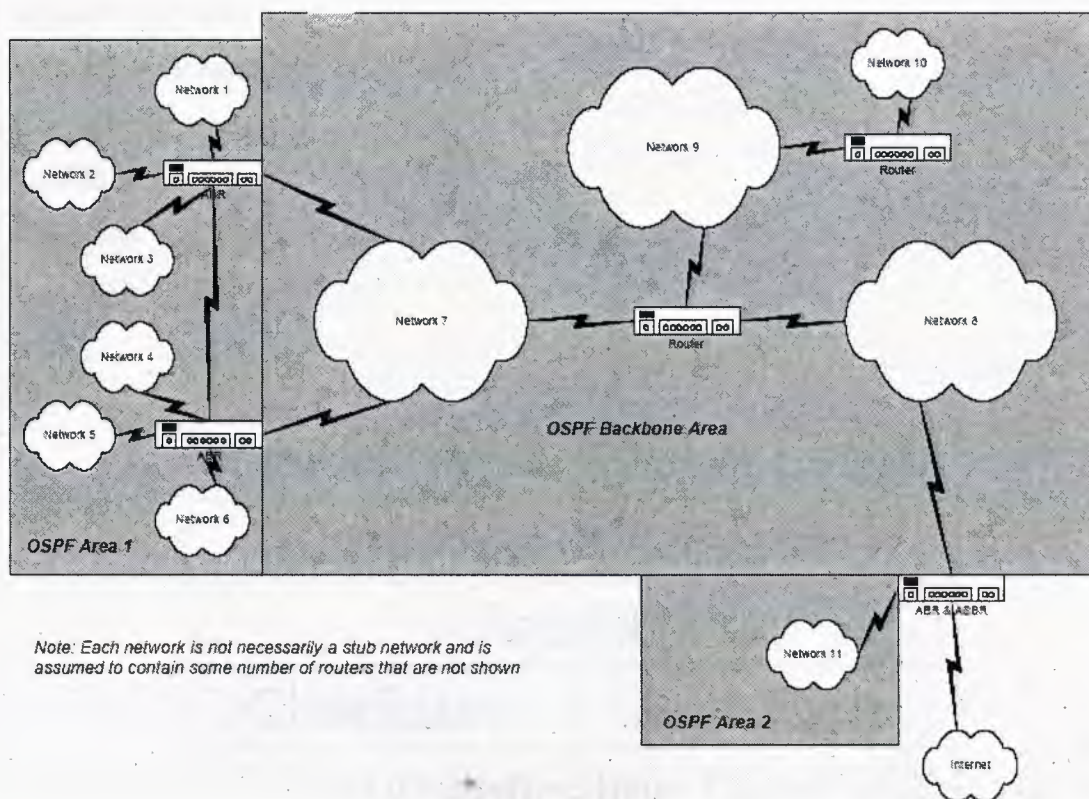 Network 1
Network 10
Network 2
ABR
Network 9
Router
Network 3
Network 7
Router
Network 8
Network 4
Network 5
ABR
OSPF Backbone Area
Network 6
OSPF Area 1
ABR & ASBR
Note: Each network is not necessarily a stub network and is
assumed to contain some number of routers that are not shown
Network 11
OSPF Area 2
Internet